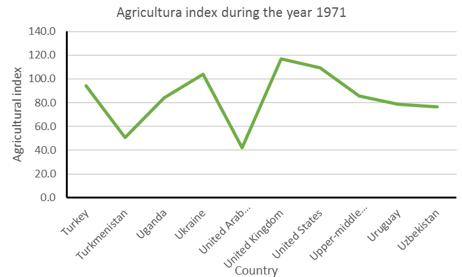 Agricultura index during the year 1971
140.0
120.0
100.0
80.0
60.0
40.0
20.0
0.0
Agricultural index
Turkey
Turkmenistan
Uganda
Ukraine
United Arab...
United Kingdom
United States
Upper-middle...
Uruguay
Uzbekistan
Country